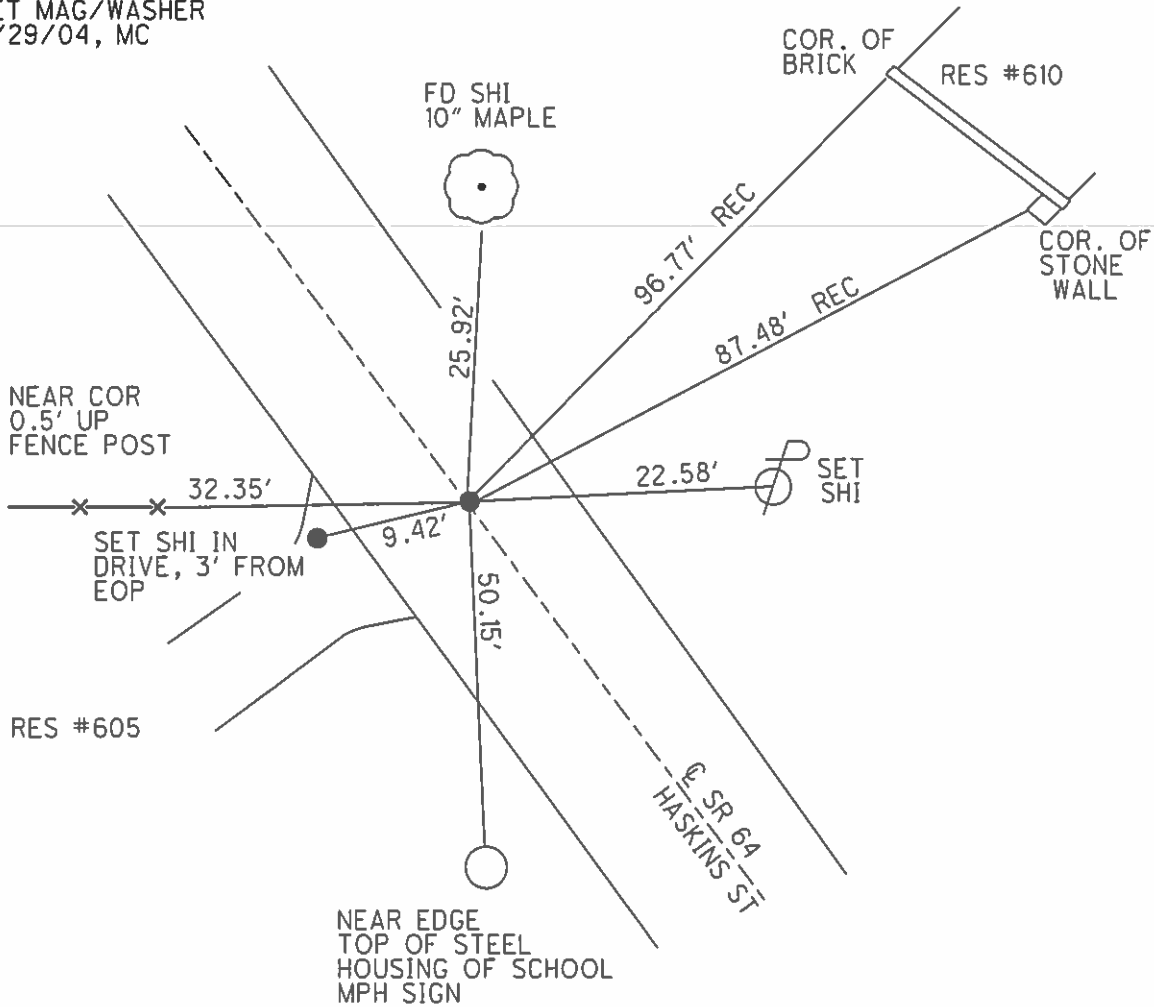 MAG/WASHER
29/04, MC
FD SHI
10" MAPLE
COR. OF
BRICK
RES #610
96.77' REC
87.48' REC
COR. OF
STONE
WALL
25.92'
NEAR COR
0.5' UP
FENCE POST
32.35'
22.58'
SET
SHI
9.42'
SET SHI IN
DRIVE, 3' FROM
EOP
50.15'
RES #605
℄ SR 64
HASKINS ST
NEAR EDGE
TOP OF STEEL
HOUSING OF SCHOOL
MPH SIGN